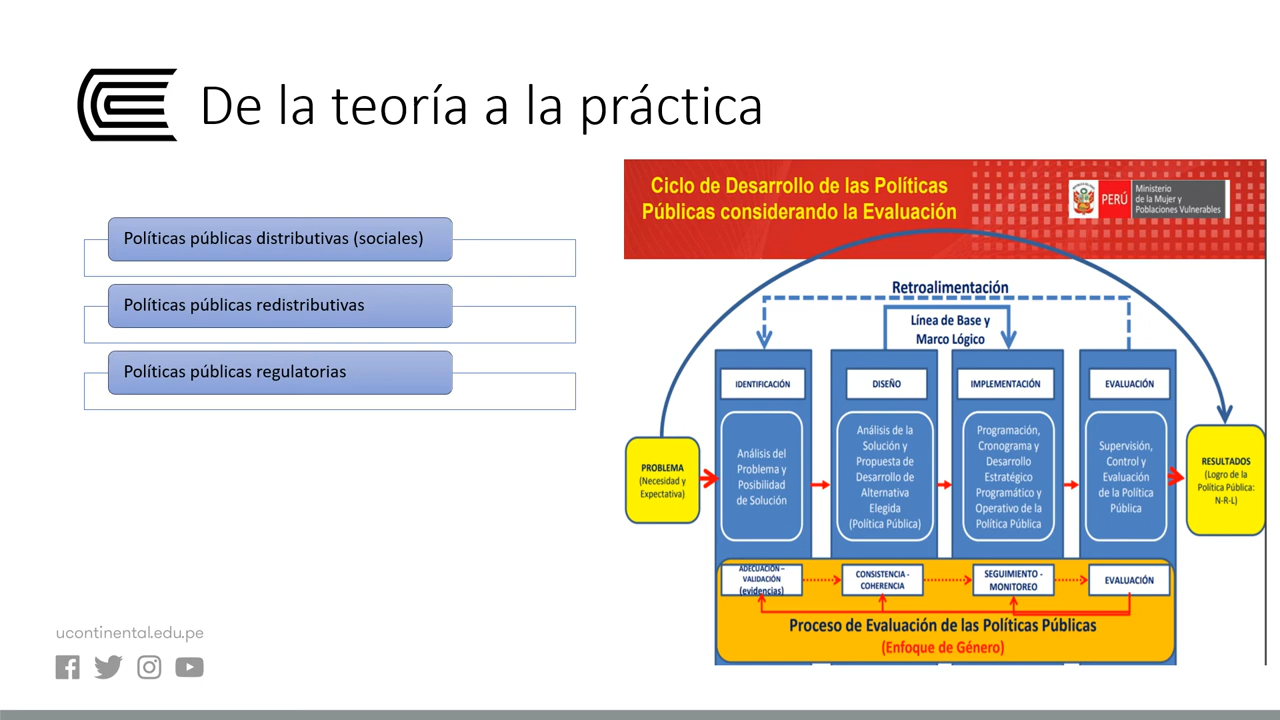 De la teoría a la práctica
Políticas públicas distributivas (sociales)
Políticas públicas redistributivas
Políticas públicas regulatorias
Ciclo de Desarrollo de las Políticas
Públicas considerando la Evaluación
PERÚ
Ministerio
de la Mujer y
Poblaciones Vulnerables
Retroalimentación
Línea de Base y
Marco Lógico
IDENTIFICACIÓN
DISEÑO
IMPLEMENTACIÓN
EVALUACIÓN
PROBLEMA
(Necesidad y
Expectativa)
Análisis del
Problema y
Posibilidad
de Solución
Análisis de la
Solución y
Propuesta de
Desarrollo de
Alternativa
Elegida
(Política Pública)
Programación,
Cronograma y
Desarrollo
Estratégico
Programático y
Operativo de la
Política Pública
Supervisión,
Control y
Evaluación
de la Política
Pública
RESULTADOS
(Logro de la
Política Pública:
N-R-L)
ADECUACIÓN –
VALIDACIÓN
(evidencias)
CONSISTENCIA -
COHERENCIA
SEGUIMIENTO -
MONITOREO
EVALUACIÓN
Proceso de Evaluación de las Políticas Públicas
(Enfoque de Género)
ucontinental.edu.pe